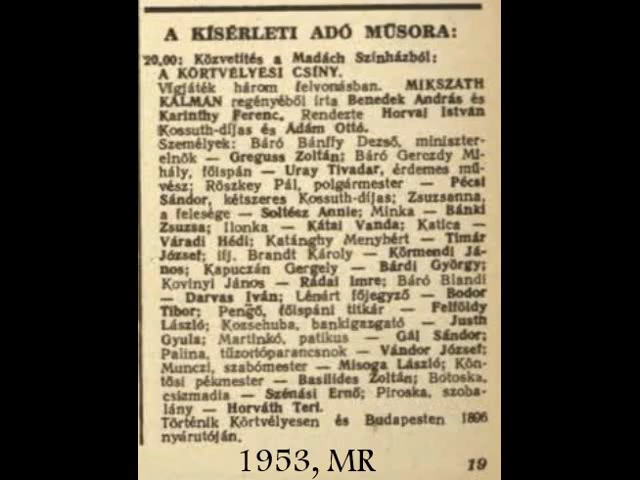 A KÍSÉRLETI ADÓ MŰSORA:
20,00: Közvetítés a Madách Színházból:
A KÖRTVÉLYESI CSÍNY.
Vígjáték három felvonásban. MIKSZÁTH
KÁLMÁN regényéből írta Benedek András és
Karinthy Ferenc. Rendezte Horvai István
Kossuth-díjas és Ádám Ottó.
Személyek: Báró Bánffy Dezső, miniszter-
elnök — Greguss Zoltán; Báró Gerezdy Mi-
hály, főispán — Uray Tivadar, érdemes mű-
vész; Röszkey Pál, polgármester — Pécsi
Sándor, kétszeres Kossuth-díjas; Zsuzsanna,
a felesége — Soltész Annie; Minka — Bánki
Zsuzsa; Ilonka — Kátai Vanda; Katica —
Váradi Hédi; Katánghy Menyhért — Timár
József; ifj. Brandt Károly — Körmendi Já-
nos; Kapuczán Gergely — Bárdi György;
Kovinyi János — Rádai Imre; Báró Blandi
— Darvas Iván; Lénárt főjegyző — Bodor
Tibor; Pengő, főispáni titkár — Felföldy
László; Kozsehuba, bankigazgató — Justh
Gyula; Martinkó, patikus — Gál Sándor;
Palina, tűzoltóparancsnok — Vándor József;
Munczi, szabómester — Misoga László; Kön-
tösi pékmester — Basilides Zoltán; Botoska,
csizmadia — Szénási Ernő; Piroska, szoba-
lány — Horváth Teri.
Történik Körtvélyesen és Budapesten 1896
nyárutóján.
1953, MR
19